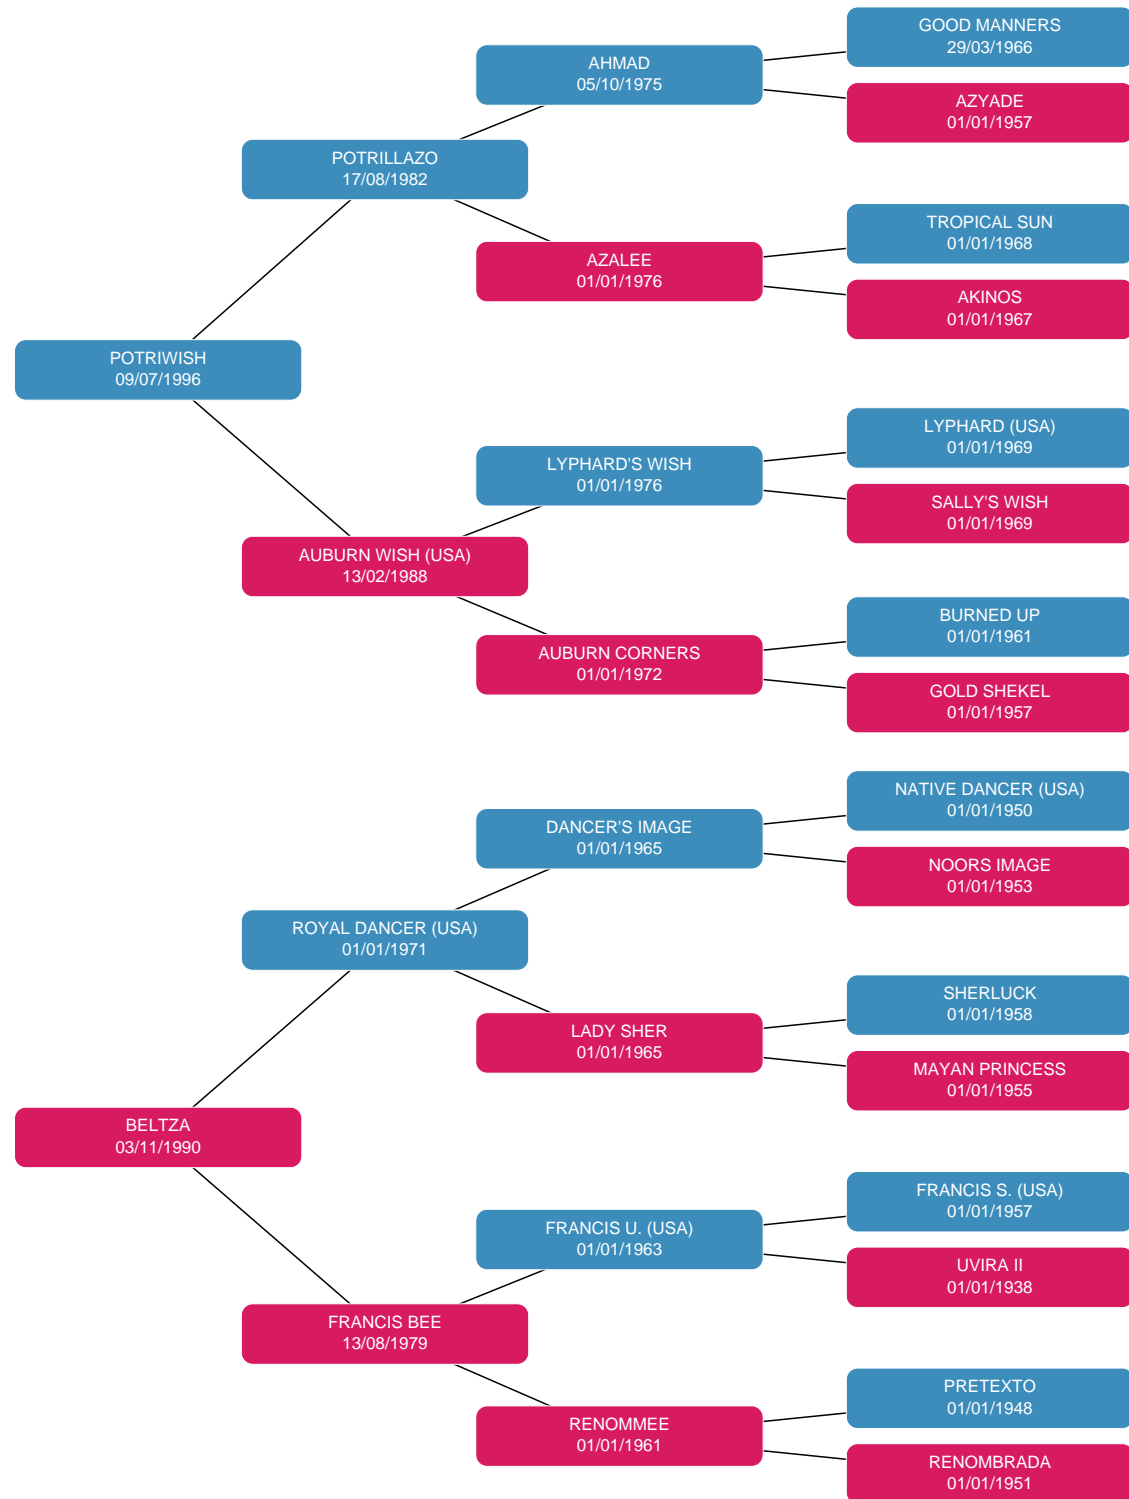 GOOD MANNERS
29/03/1966
AHMAD
05/10/1975
AZYADE
01/01/1957
POTRILLAZO
17/08/1982
TROPICAL SUN
01/01/1968
AZALEE
01/01/1976
AKINOS
01/01/1967
POTRIWISH
09/07/1996
LYPHARD (USA)
01/01/1969
LYPHARD'S WISH
01/01/1976
SALLY'S WISH
01/01/1969
AUBURN WISH (USA)
13/02/1988
BURNED UP
01/01/1961
AUBURN CORNERS
01/01/1972
GOLD SHEKEL
01/01/1957
NATIVE DANCER (USA)
01/01/1950
DANCER'S IMAGE
01/01/1965
NOORS IMAGE
01/01/1953
ROYAL DANCER (USA)
01/01/1971
SHERLUCK
01/01/1958
LADY SHER
01/01/1965
MAYAN PRINCESS
01/01/1955
BELTZA
03/11/1990
FRANCIS S. (USA)
01/01/1957
FRANCIS U. (USA)
01/01/1963
UVIRA II
01/01/1938
FRANCIS BEE
13/08/1979
PRETEXTO
01/01/1948
RENOMMEE
01/01/1961
RENOMBRADA
01/01/1951